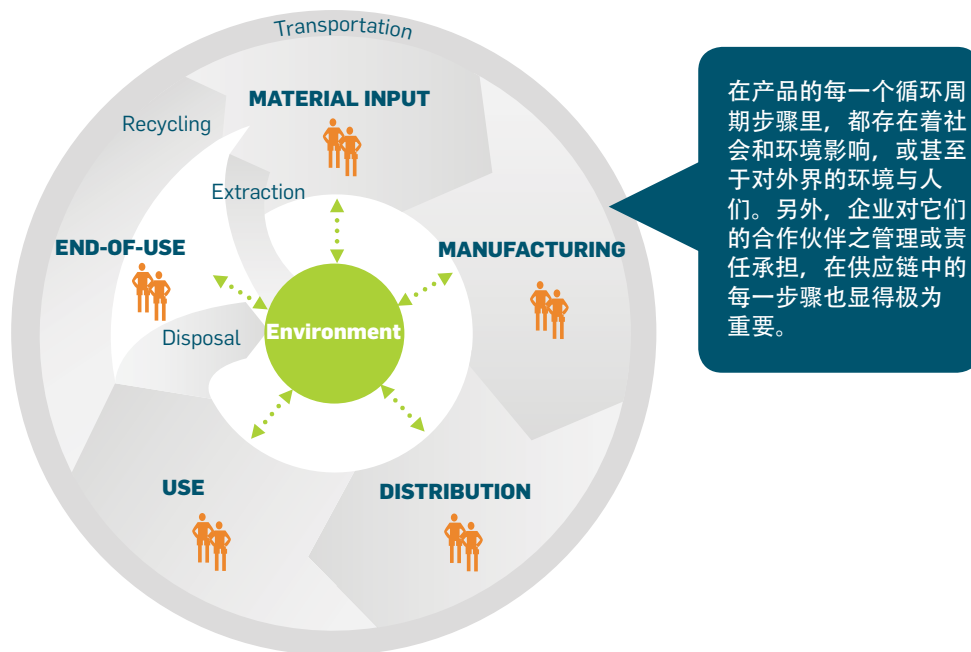 Transportation
MATERIAL INPUT
Recycling
Extraction
END-OF-USE
MANUFACTURING
Disposal
Environment
USE
DISTRIBUTION
在产品的每一个循环周
期步骤里，都存在着社
会和环境影响，或甚至
于对外界的环境与人
们。另外，企业对它们
的合作伙伴之管理或责
任承担，在供应链中的
每一步骤也显得极为
重要。